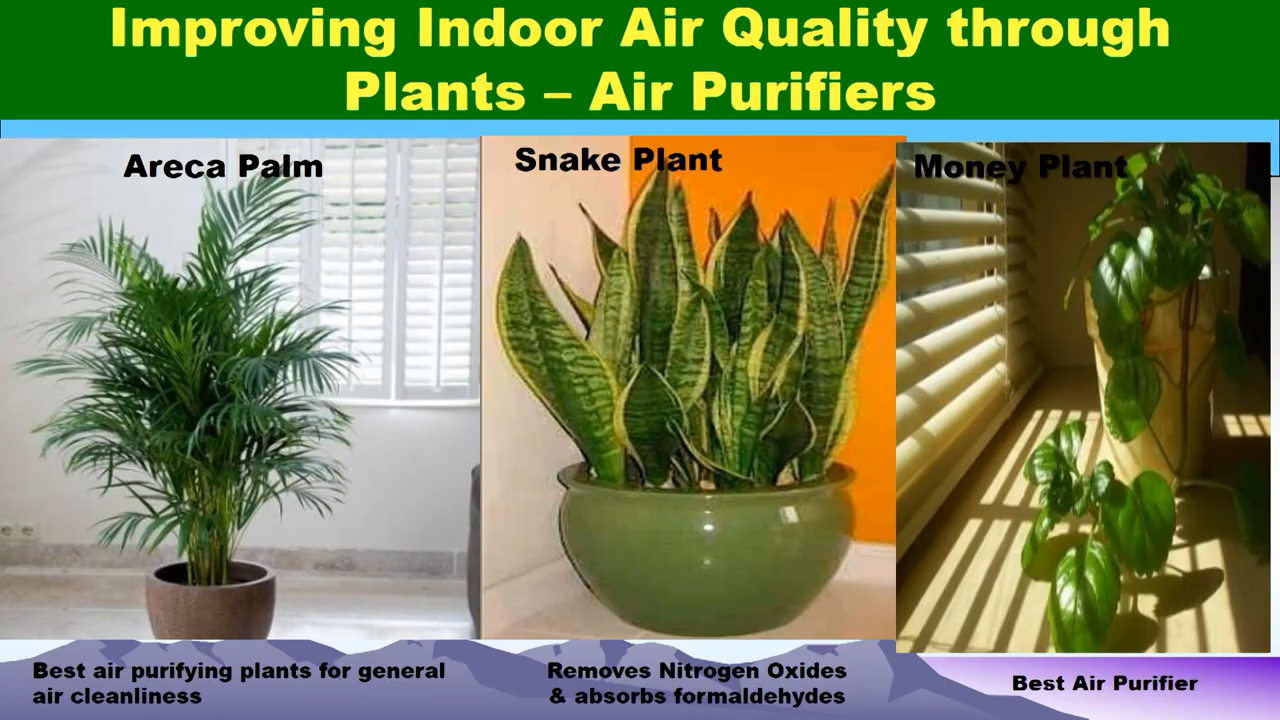 Improving Indoor Air Quality through
Plants – Air Purifiers
Areca Palm
Snake Plant
Money Plant
Best air purifying plants for general
air cleanliness
Removes Nitrogen Oxides
& absorbs formaldehydes
Best Air Purifier